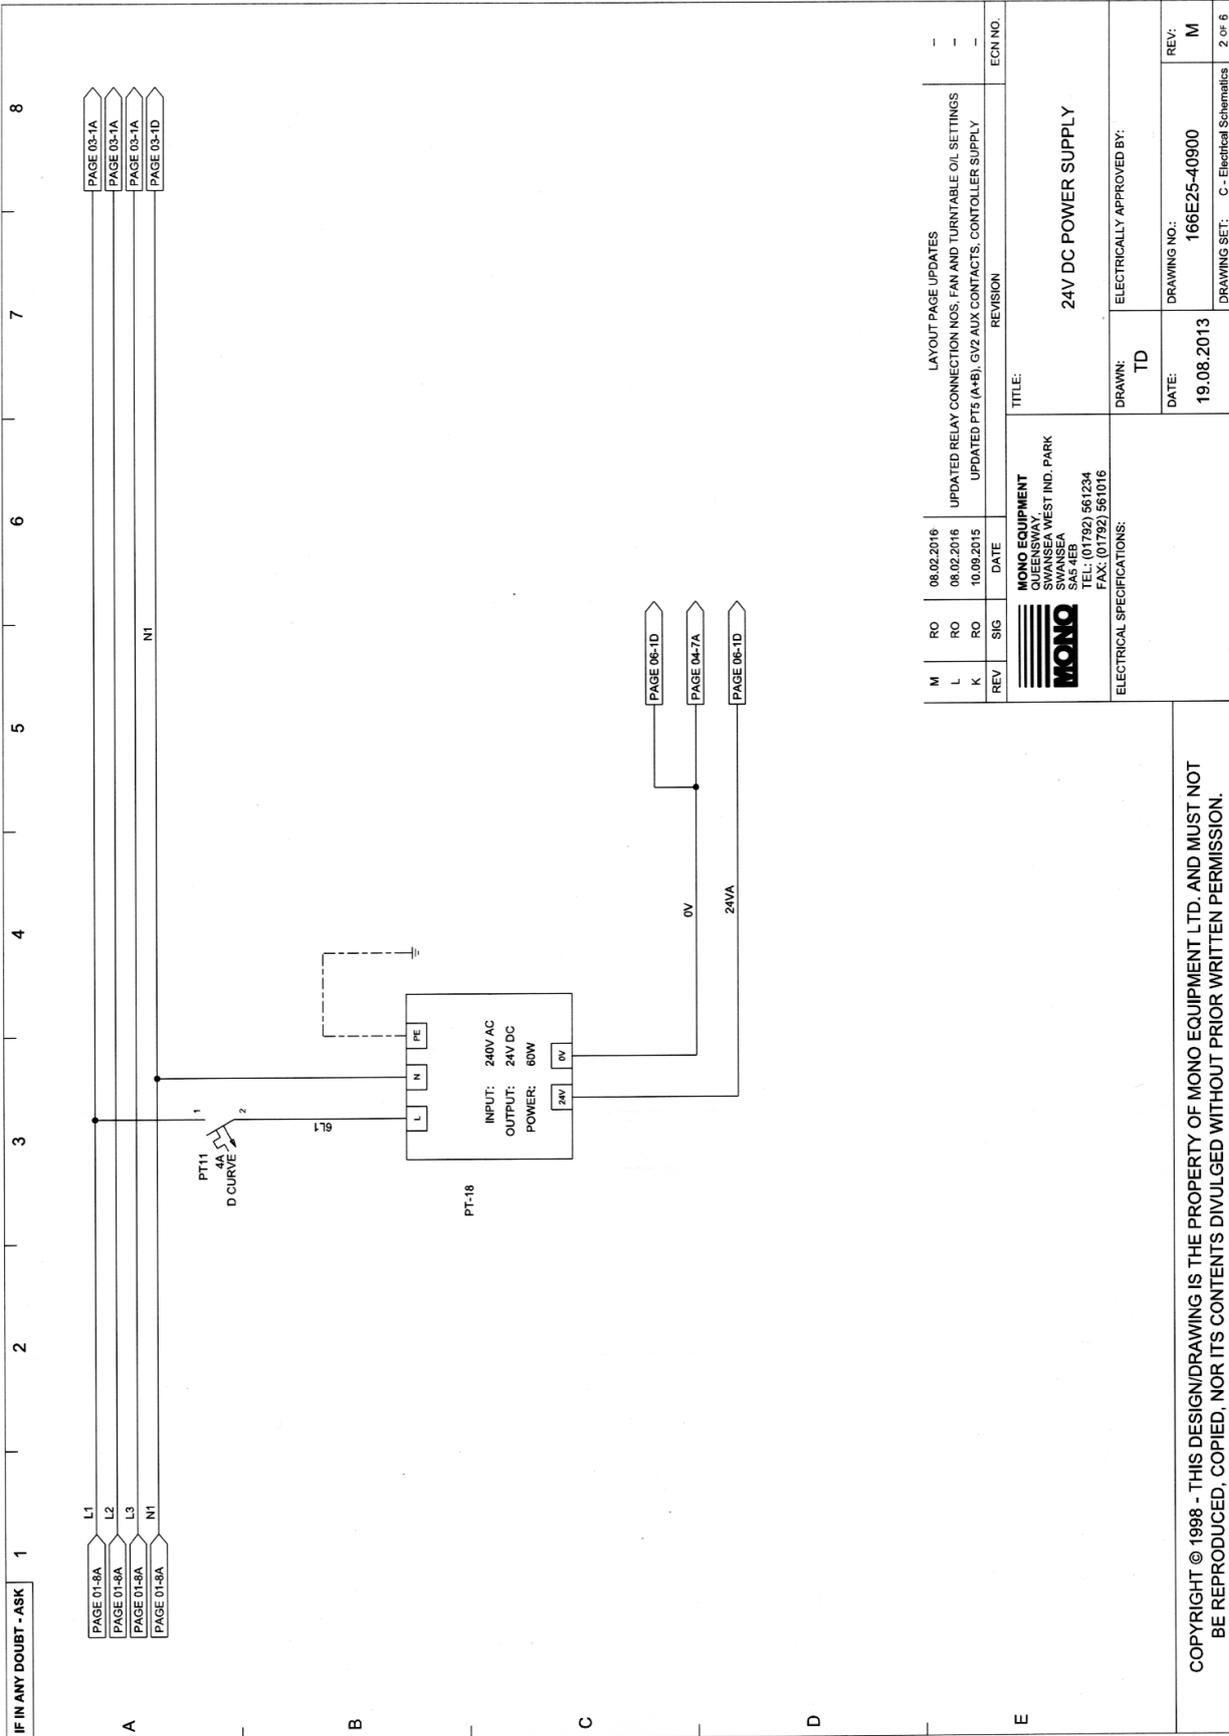 IF IN ANY DOUBT - ASK
1
2
3
4
5
6
7
8
A
B
C
D
E
PAGE 01-8A
L1
PAGE 03-1A
PAGE 01-8A
L2
PAGE 03-1A
PAGE 01-8A
L3
PAGE 03-1A
PAGE 01-8A
N1
N1
PAGE 03-1D
PT11
4A
D CURVE
1
2
6L1
PT-18
L
N
PE
INPUT: 240V AC
OUTPUT: 24V DC
POWER: 60W
24V
0V
PAGE 06-1D
0V
PAGE 04-7A
24VA
PAGE 06-1D
M RO 08.02.2016 LAYOUT PAGE UPDATES -
L RO 08.02.2016 UPDATED RELAY CONNECTION NOS, FAN AND TURNTABLE O/L SETTINGS -
K RO 10.09.2015 UPDATED PT5 (A+B), GV2 AUX CONTACTS, CONTOLLER SUPPLY -
REV SIG DATE REVISION ECN NO.
MONO
MONO EQUIPMENT
QUEENSWAY,
SWANSEA WEST IND. PARK
SWANSEA
SA5 4EB
TEL: (01792) 561234
FAX: (01792) 561016
TITLE:
24V DC POWER SUPPLY
ELECTRICAL SPECIFICATIONS:
DRAWN:
TD
ELECTRICALLY APPROVED BY:
DATE:
19.08.2013
DRAWING NO.:
166E25-40900
REV:
M
DRAWING SET: C - Electrical Schematics
2 OF 6
COPYRIGHT © 1998 - THIS DESIGN/DRAWING IS THE PROPERTY OF MONO EQUIPMENT LTD. AND MUST NOT
BE REPRODUCED, COPIED, NOR ITS CONTENTS DIVULGED WITHOUT PRIOR WRITTEN PERMISSION.